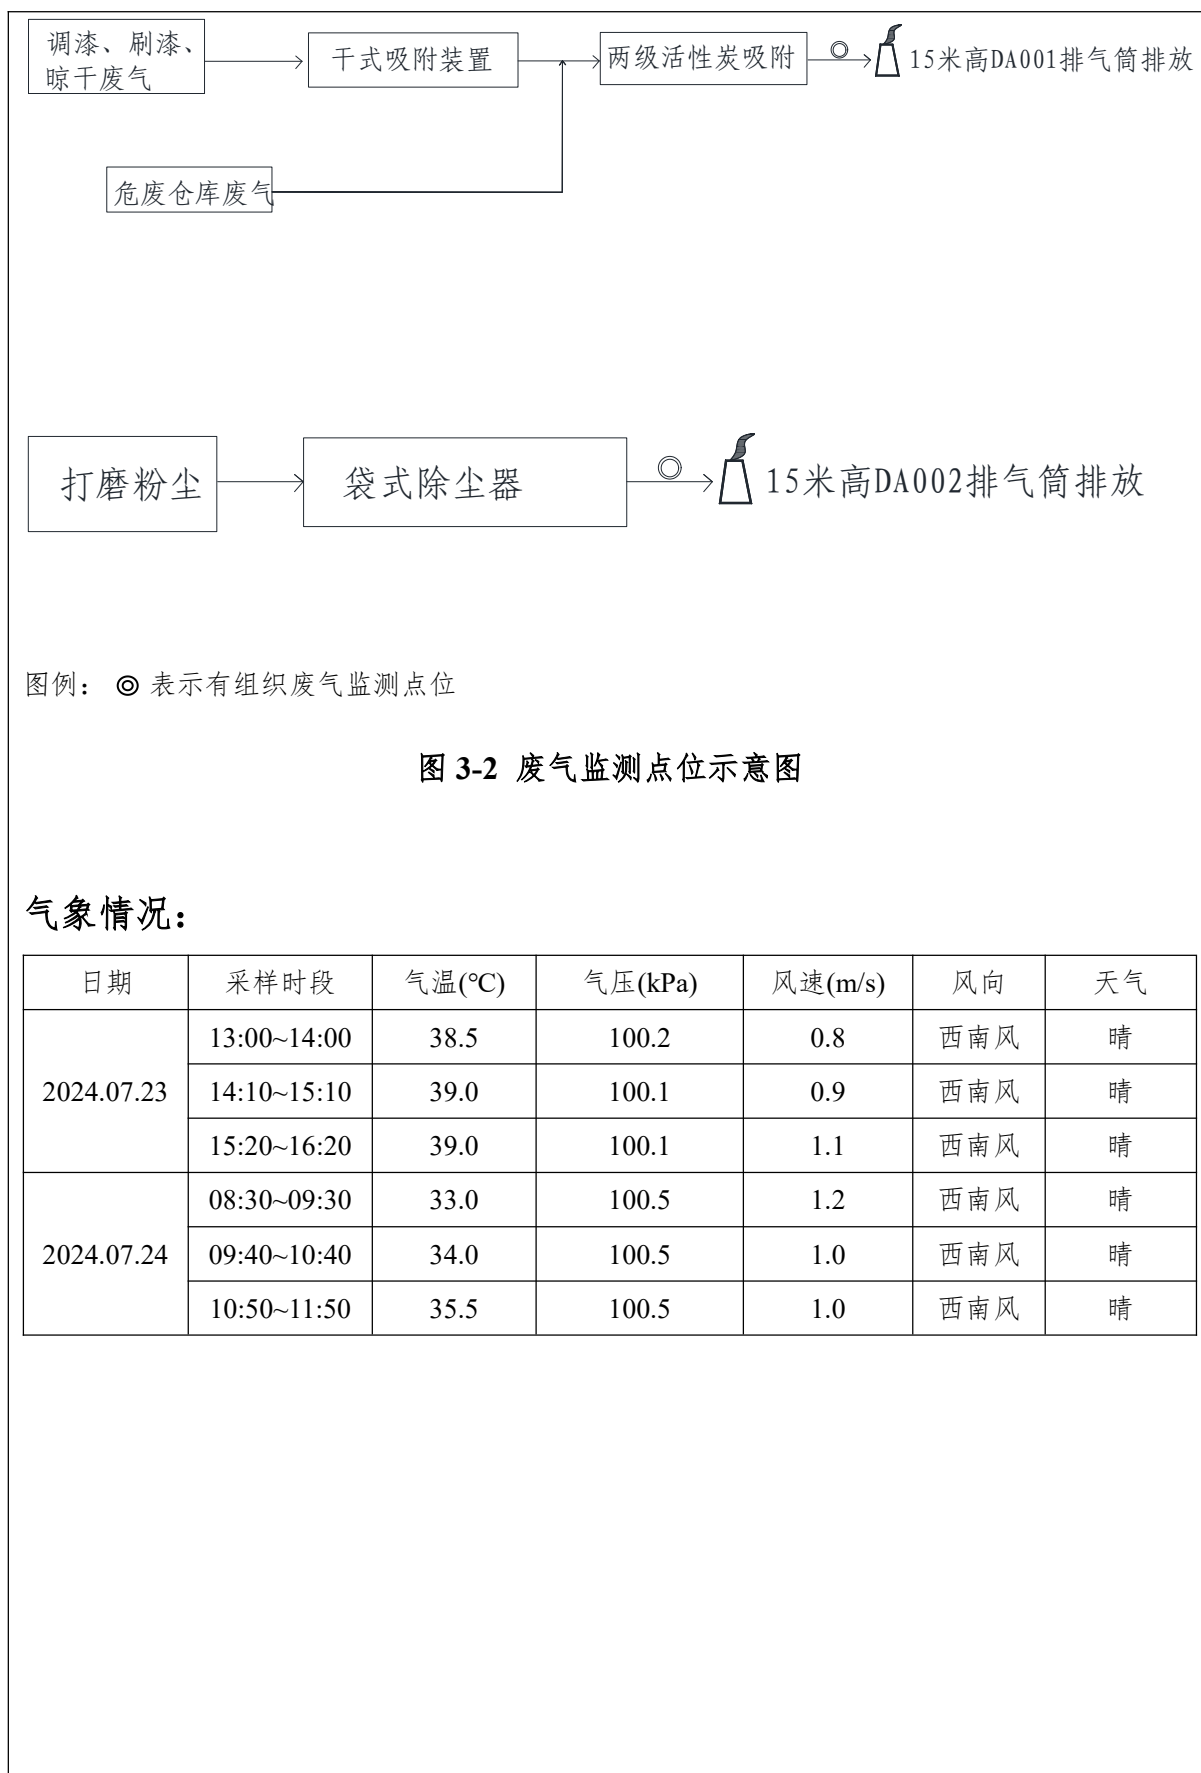 调漆、刷漆、
晾干废气
干式吸附装置
两级活性炭吸附
15米高DA001排气筒排放
危废仓库废气
打磨粉尘
袋式除尘器
15米高DA002排气筒排放
图例： ◎ 表示有组织废气监测点位
图 3-2 废气监测点位示意图
气象情况：
日期 采样时段 气温(℃) 气压(kPa) 风速(m/s) 风向 天气
2024.07.23 13:00~14:00 38.5 100.2 0.8 西南风 晴
14:10~15:10 39.0 100.1 0.9 西南风 晴
15:20~16:20 39.0 100.1 1.1 西南风 晴
2024.07.24 08:30~09:30 33.0 100.5 1.2 西南风 晴
09:40~10:40 34.0 100.5 1.0 西南风 晴
10:50~11:50 35.5 100.5 1.0 西南风 晴